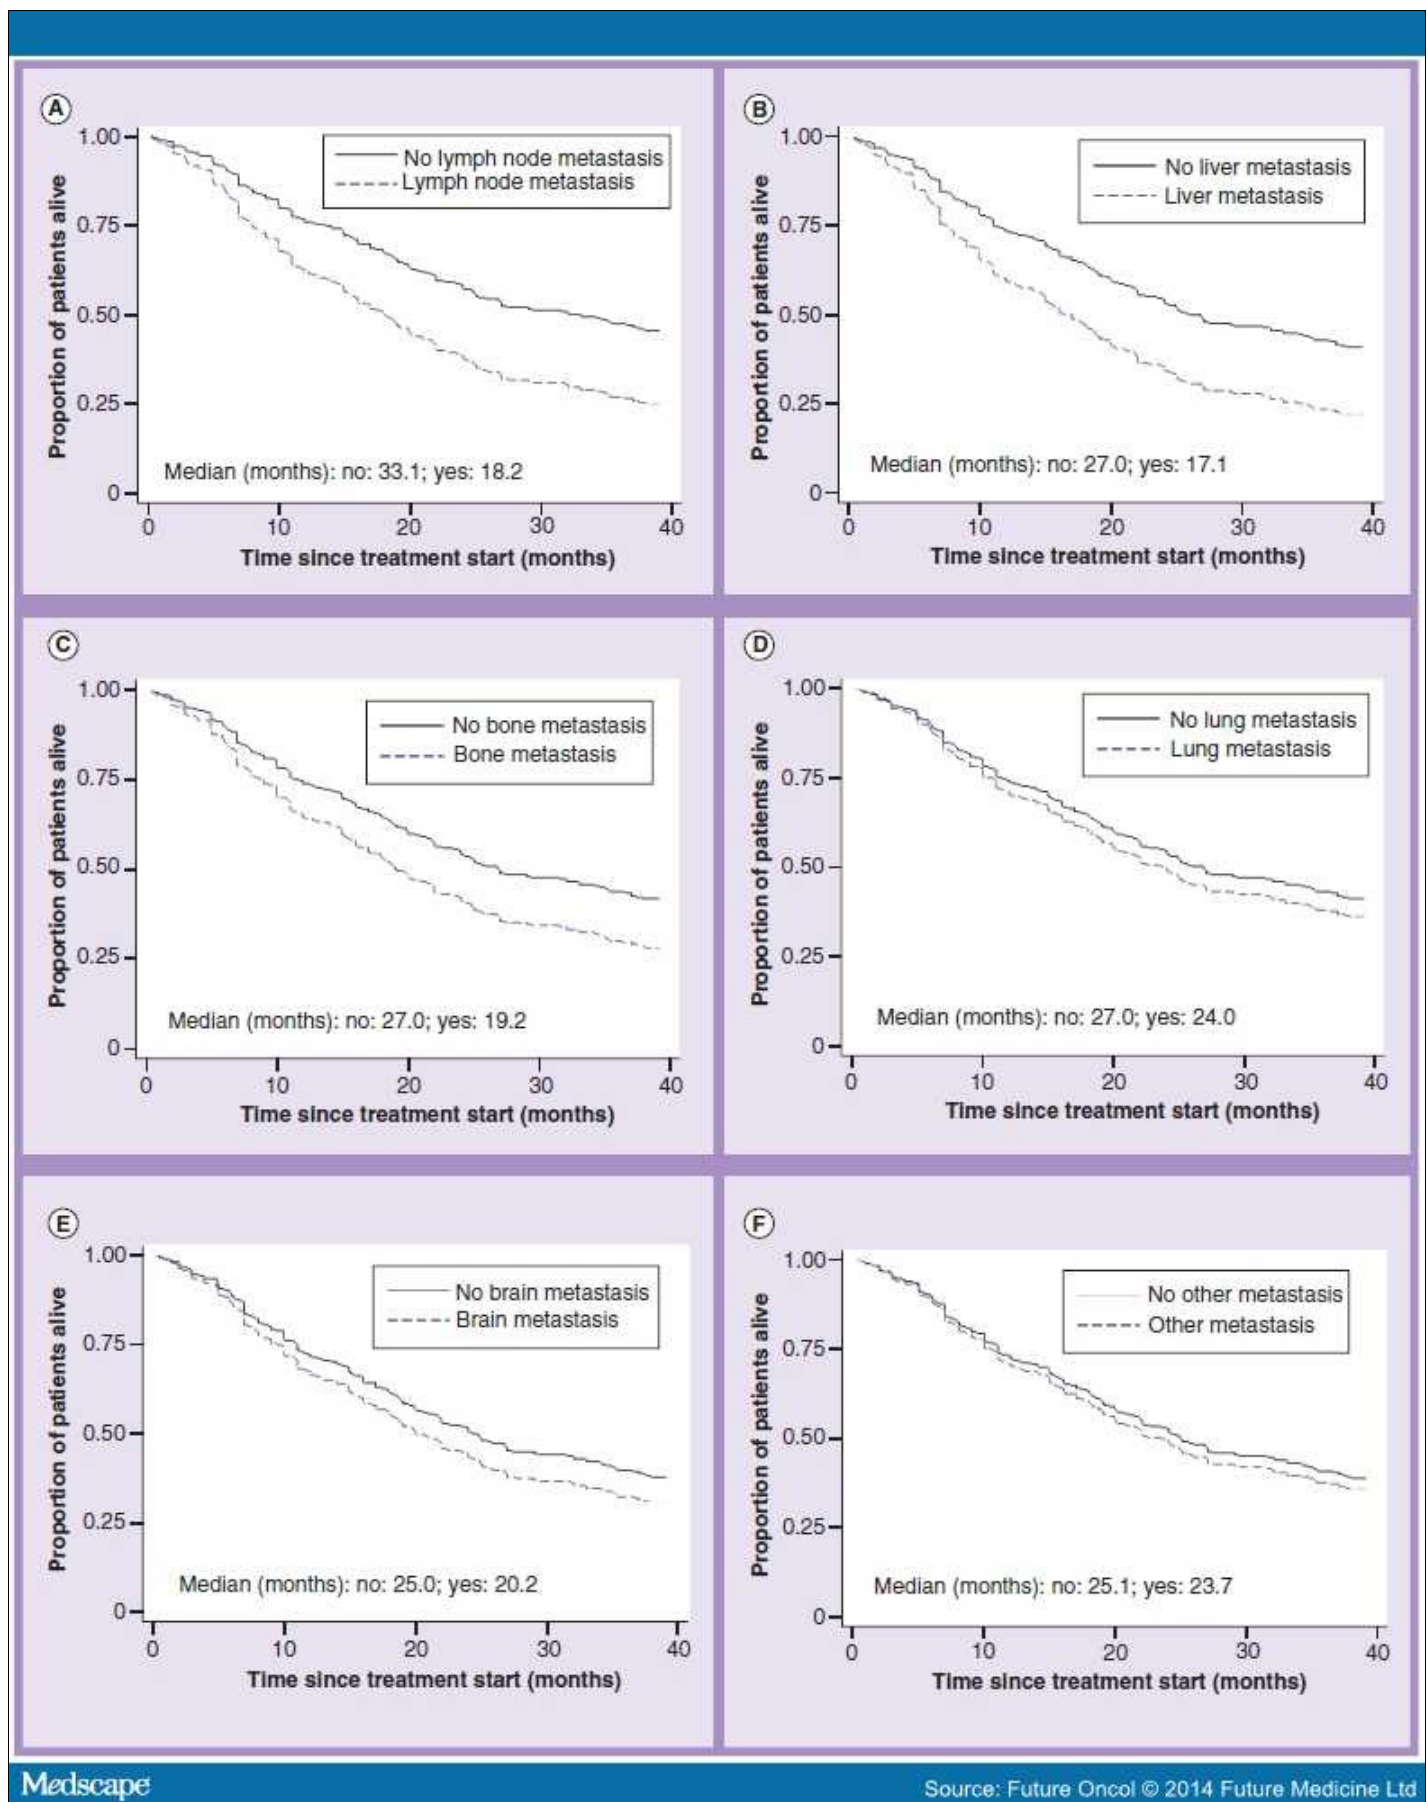 A
1.00
0.75
0.50
0.25
0
Proportion of patients alive
No lymph node metastasis
Lymph node metastasis
Median (months): no: 33.1; yes: 18.2
0 10 20 30 40
Time since treatment start (months)
B
1.00
0.75
0.50
0.25
0
Proportion of patients alive
No liver metastasis
Liver metastasis
Median (months): no: 27.0; yes: 17.1
0 10 20 30 40
Time since treatment start (months)
C
1.00
0.75
0.50
0.25
0
Proportion of patients alive
No bone metastasis
Bone metastasis
Median (months): no: 27.0; yes: 19.2
0 10 20 30 40
Time since treatment start (months)
D
1.00
0.75
0.50
0.25
0
Proportion of patients alive
No lung metastasis
Lung metastasis
Median (months): no: 27.0; yes: 24.0
0 10 20 30 40
Time since treatment start (months)
E
1.00
0.75
0.50
0.25
0
Proportion of patients alive
No brain metastasis
Brain metastasis
Median (months): no: 25.0; yes: 20.2
0 10 20 30 40
Time since treatment start (months)
F
1.00
0.75
0.50
0.25
0
Proportion of patients alive
No other metastasis
Other metastasis
Median (months): no: 25.1; yes: 23.7
0 10 20 30 40
Time since treatment start (months)
Medscape
Source: Future Oncol © 2014 Future Medicine Ltd